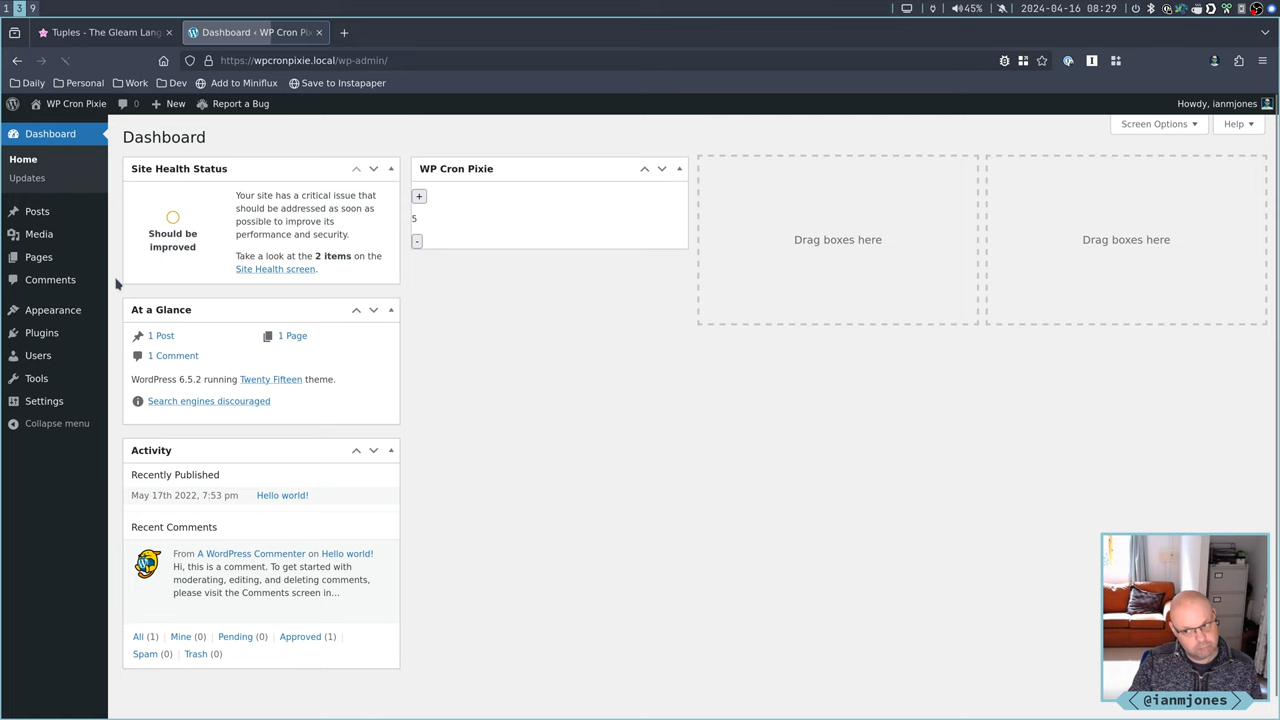 1 3 9
45%
2024-04-16 08:29
Tuples - The Gleam Lang
Dashboard ‹ WP Cron Pix
https://wpcronpixie.local/wp-admin/
Daily Personal Work Dev Add to Miniflux Save to Instapaper
WP Cron Pixie 0 New Report a Bug
Howdy, ianmjones
Dashboard
Home
Updates
Posts
Media
Pages
Comments
Appearance
Plugins
Users
Tools
Settings
Collapse menu
Dashboard
Screen Options
Help
Site Health Status
Should be
improved
Your site has a critical issue that
should be addressed as soon as
possible to improve its
performance and security.
Take a look at the 2 items on the
Site Health screen.
At a Glance
1 Post
1 Page
1 Comment
WordPress 6.5.2 running Twenty Fifteen theme.
Search engines discouraged
Activity
Recently Published
May 17th 2022, 7:53 pm Hello world!
Recent Comments
From A WordPress Commenter on Hello world!
Hi, this is a comment. To get started with
moderating, editing, and deleting comments,
please visit the Comments screen in…
All (1) | Mine (0) | Pending (0) | Approved (1) |
Spam (0) | Trash (0)
WP Cron Pixie
+
5
-
Drag boxes here
Drag boxes here
@ianmjones